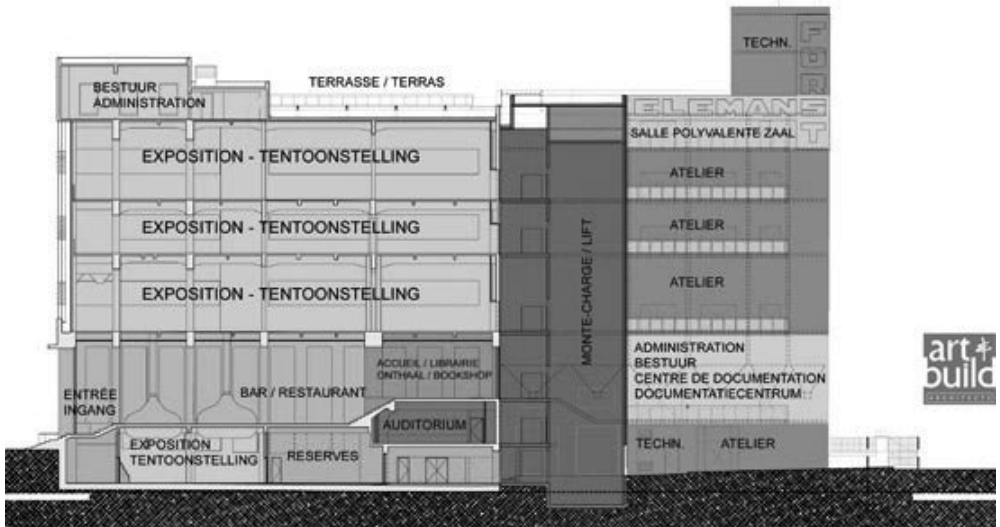 TECHN.
FOREST
BESTUUR
ADMINISTRATION
TERRASSE / TERRAS
ELEMANS
SALLE POLYVALENTE ZAAL
EXPOSITION - TENTOONSTELLING
ATELIER
EXPOSITION - TENTOONSTELLING
ATELIER
EXPOSITION - TENTOONSTELLING
ATELIER
MONTE-CHARGE / LIFT
ADMINISTRATION
BESTUUR
CENTRE DE DOCUMENTATION
DOCUMENTATIECENTRUM
ACCUEIL / LIBRAIRIE
ONTHAAL / BOOKSHOP
ENTRÉE
INGANG
BAR / RESTAURANT
AUDITORIUM
EXPOSITION
TENTOONSTELLING
RESERVES
TECHN.
ATELIER
art
build
ARCHITECTS